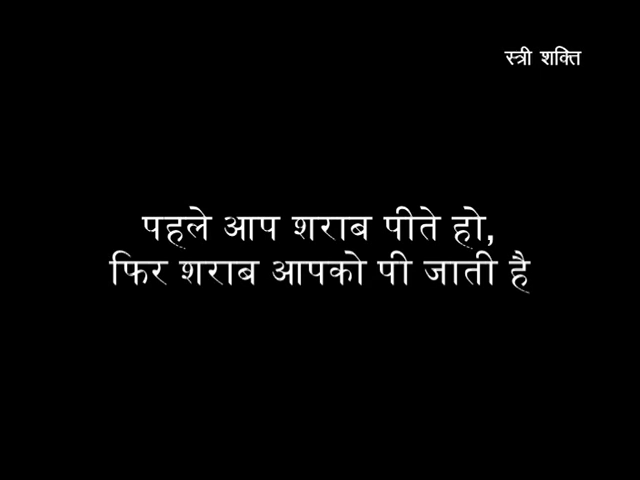 स्त्री शक्ति
पहले आप शराब पीते हो,
फिर शराब आपको पी जाती है